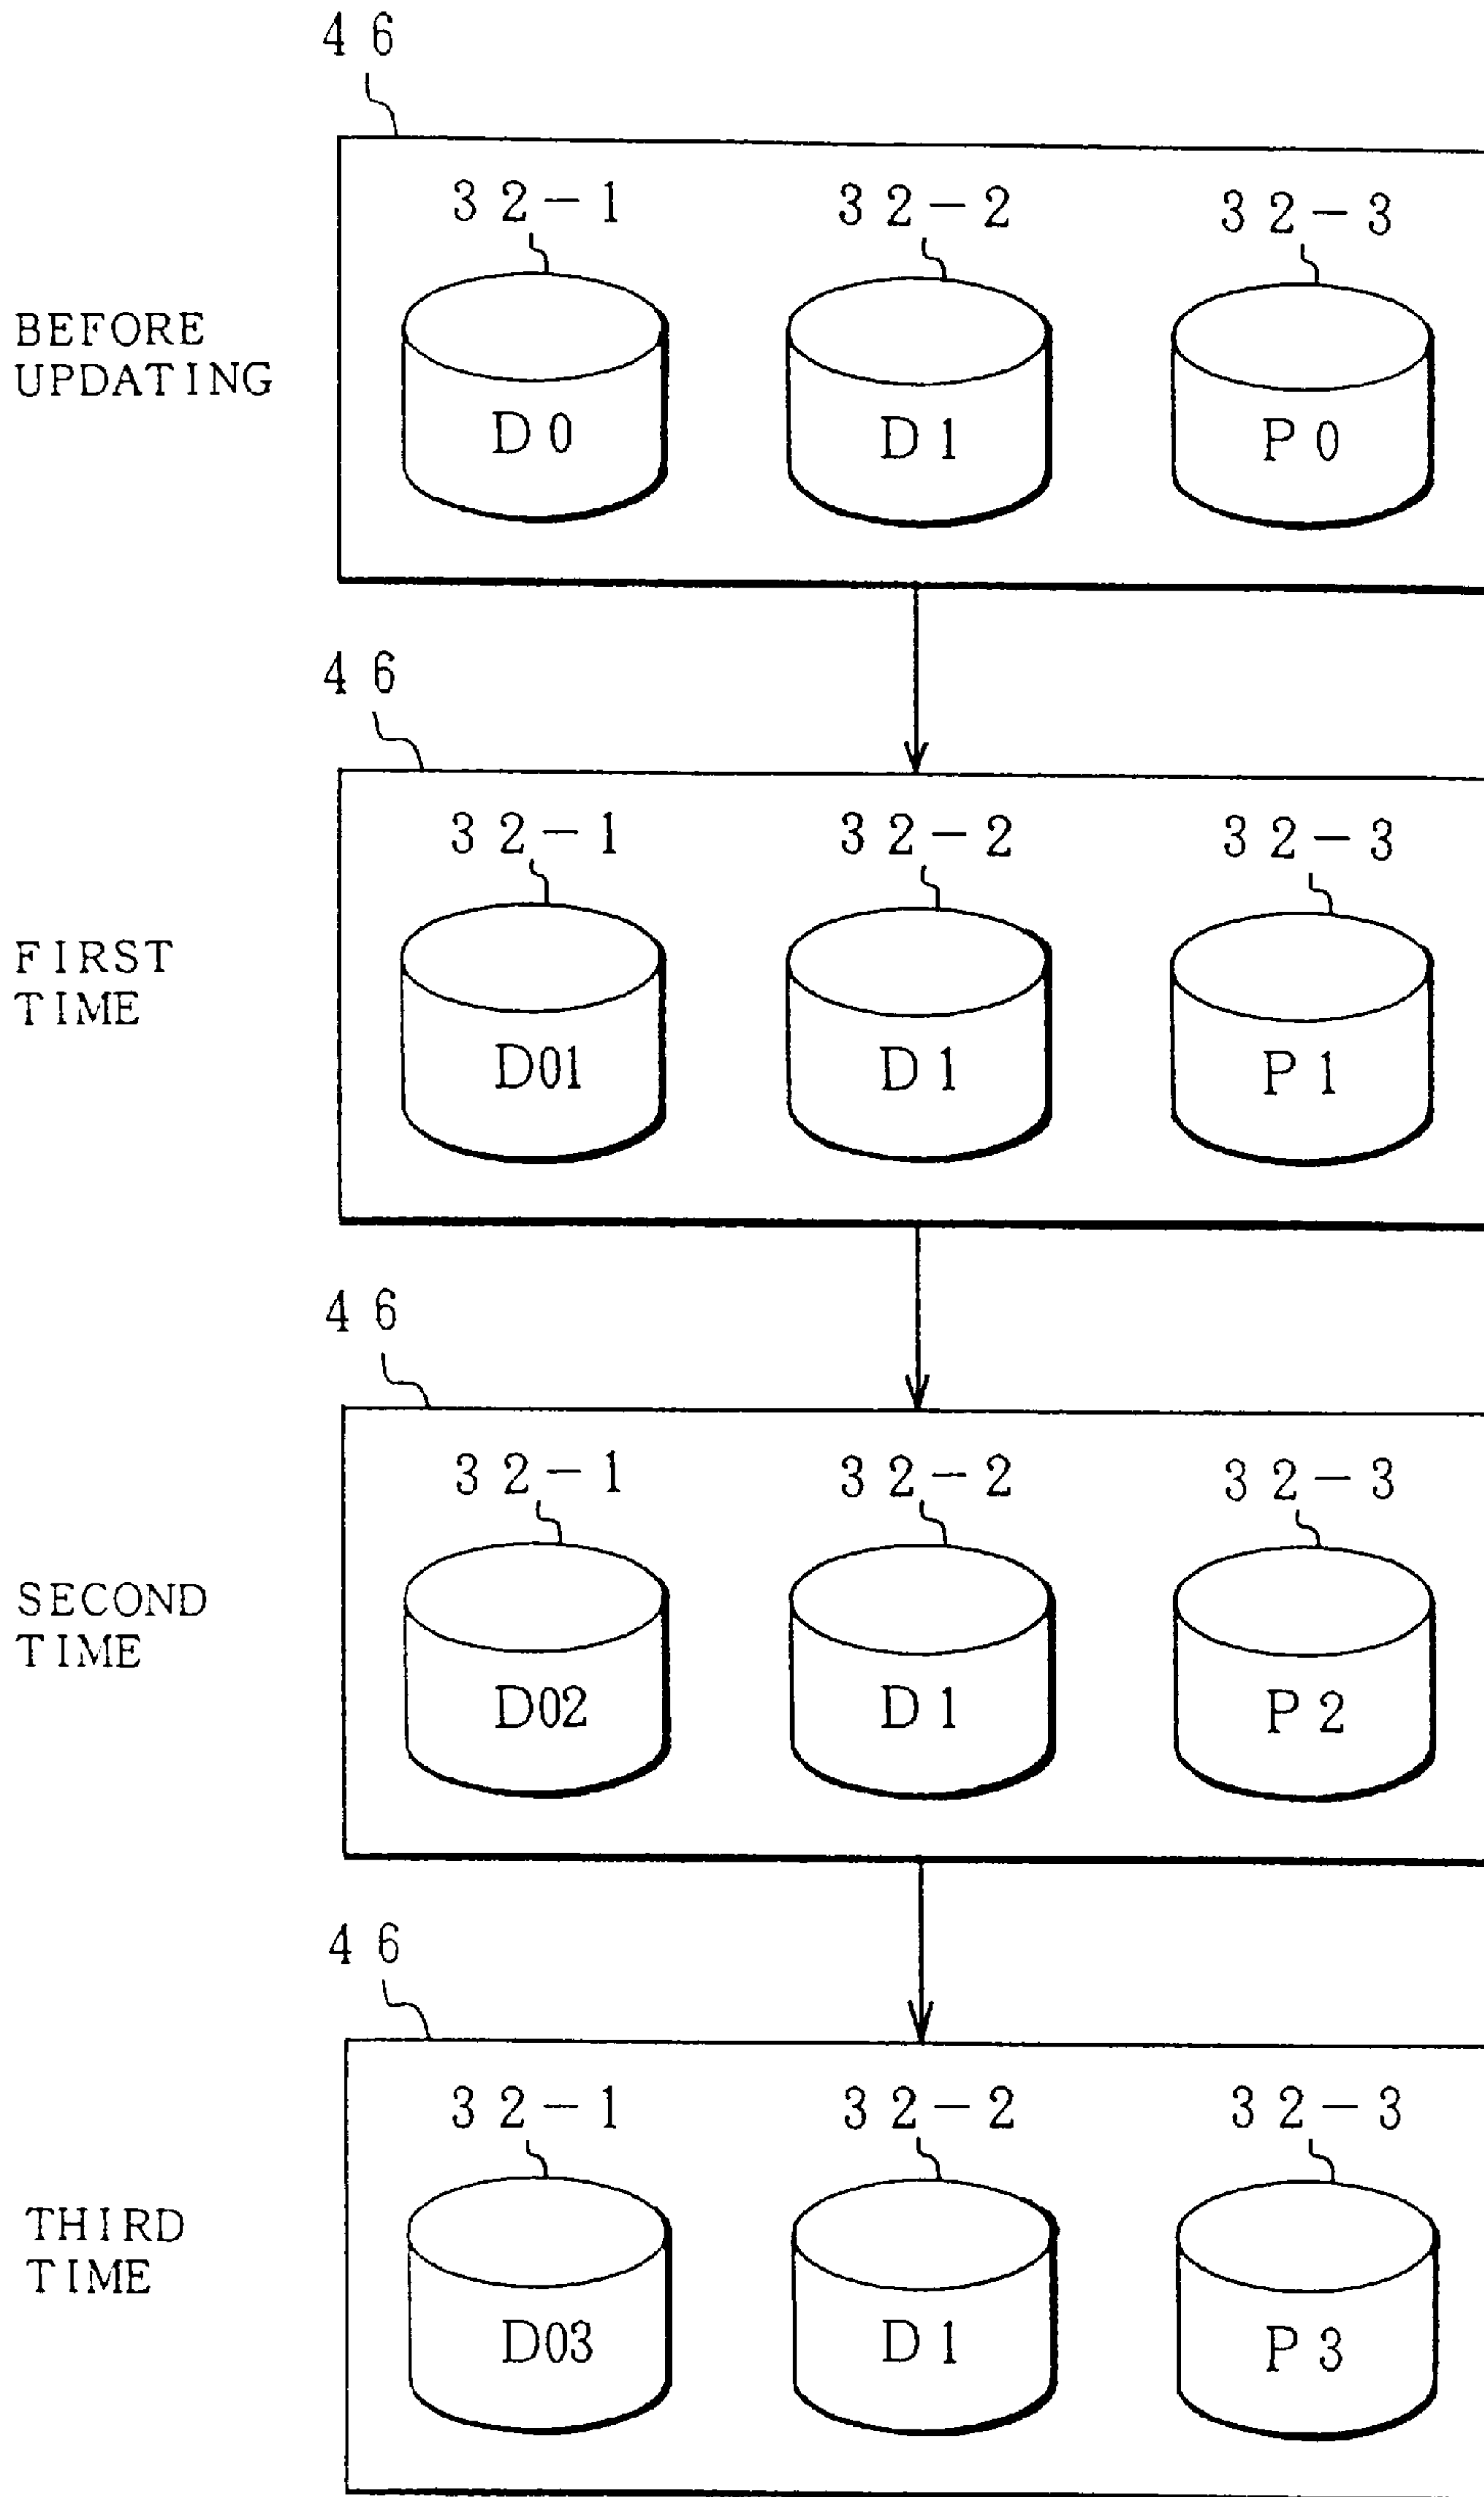 46
32-1 32-2 32-3
BEFORE
UPDATING
D0 D1 P0
46
32-1 32-2 32-3
FIRST
TIME
D01 D1 P1
46
32-1 32-2 32-3
SECOND
TIME
D02 D1 P2
46
32-1 32-2 32-3
THIRD
TIME
D03 D1 P3